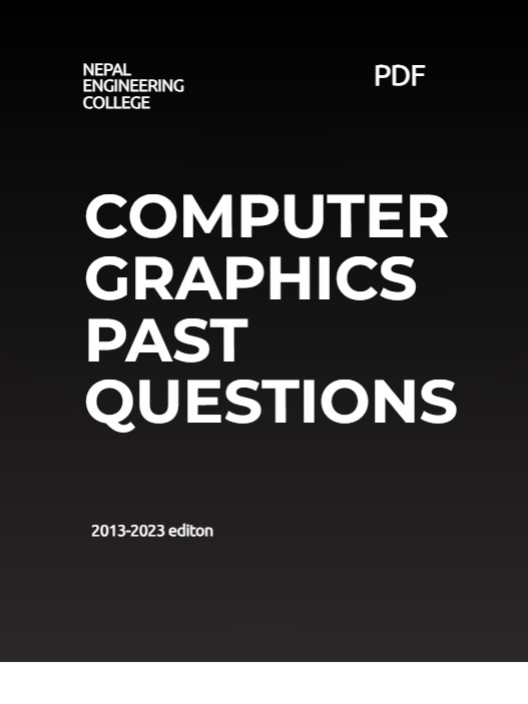 NEPAL
ENGINEERING
COLLEGE
PDF
COMPUTER
GRAPHICS
PAST
QUESTIONS
2013-2023 editon